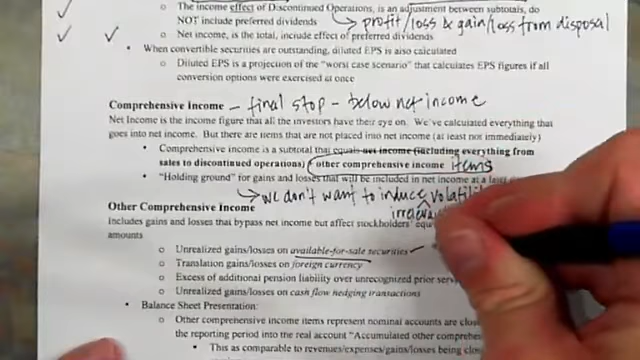 o The income effect of Discontinued Operations, is an adjustment between subtotals, do
NOT include preferred dividends → profit/loss & gain/loss from disposal
✓ ✓ o Net income, is the total, include effect of preferred dividends
• When convertible securities are outstanding, diluted EPS is also calculated
o Diluted EPS is a projection of the "worst case scenario" that calculates EPS figures if all
conversion options were exercised at once
Comprehensive Income – final stop – below net income
Net Income is the income figure that all the investors have their eye on. We've calculated everything that
goes into net income. But there are items that are not placed into net income (at least not immediately)
• Comprehensive income is a subtotal that equals net income (including everything from
sales to discontinued operations) + other comprehensive income items
• "Holding ground" for gains and losses that will be included in net income at a later
→ we don't want to induce
Other Comprehensive Income
Includes gains and losses that bypass net income but affect stockholders'
amounts
o Unrealized gains/losses on available-for-sale securities
o Translation gains/losses on foreign currency
o Excess of additional pension liability over unrecognized prior
o Unrealized gains/losses on cash flow hedging transactions
• Balance Sheet Presentation:
o Other comprehensive income items represent nominal accounts are
the reporting period into the real account "Accumulated other
▪ This as comparable to revenues/expenses/gains/losses being